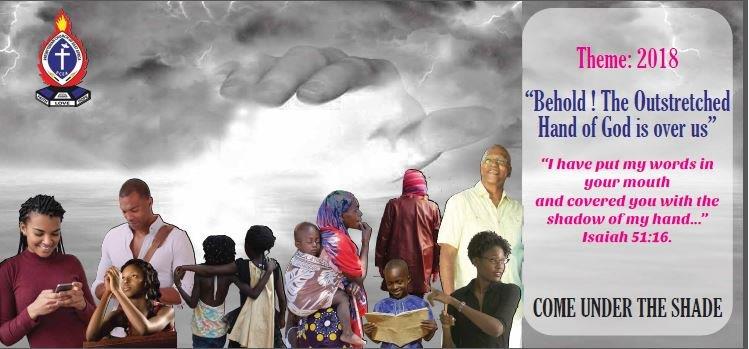 LOVE
Theme: 2018
“Behold ! The Outstretched
Hand of God is over us”
“I have put my words in
your mouth
and covered you with the
shadow of my hand...”
Isaiah 51:16.
COME UNDER THE SHADE